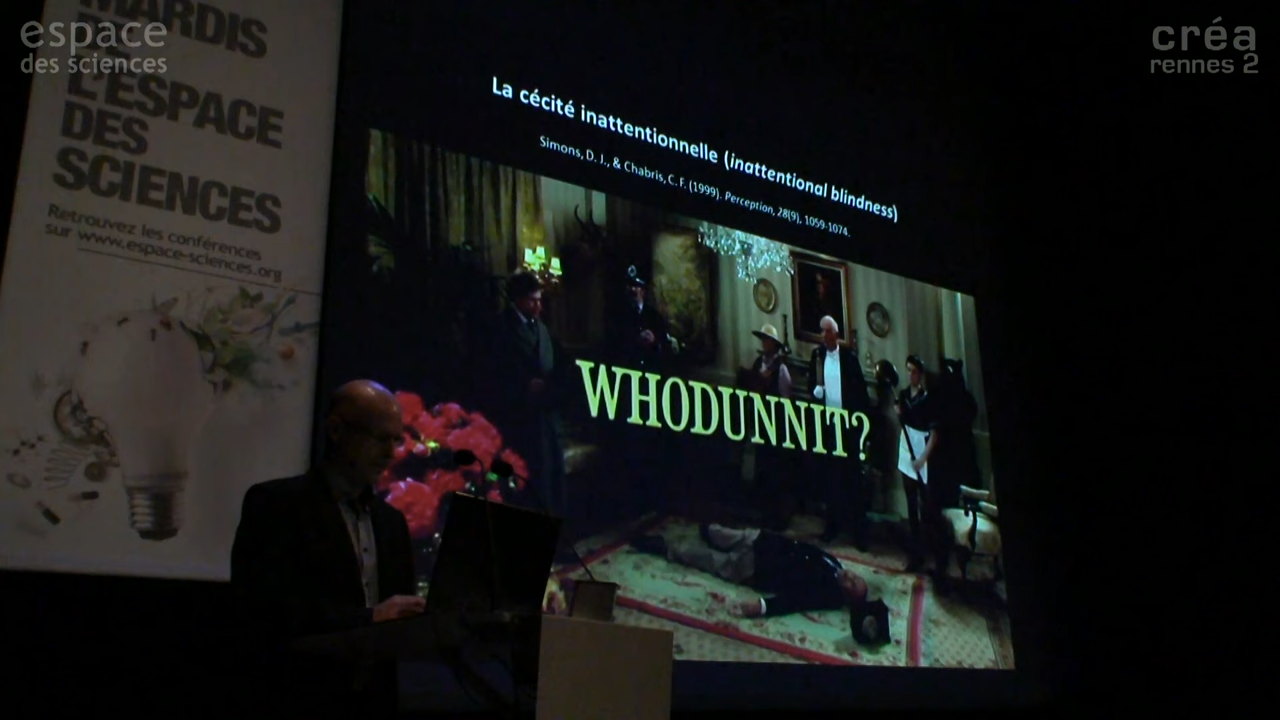 espace
des sciences
créa
rennes 2
MARDIS
DE
L'ESPACE
DES
SCIENCES
Retrouvez les conférences
sur www.espace-sciences.org
La cécité inattentionnelle (inattentional blindness)
Simons, D. J., & Chabris, C. F. (1999). Perception, 28(9), 1059-1074.
WHODUNNIT?